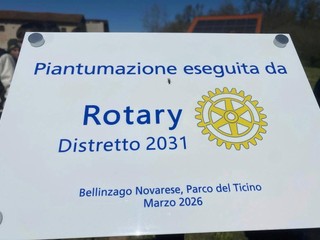 Piantumazione eseguita da
Rotary
Distretto 2031
Bellinzago Novarese, Parco del Ticino
Marzo 2026